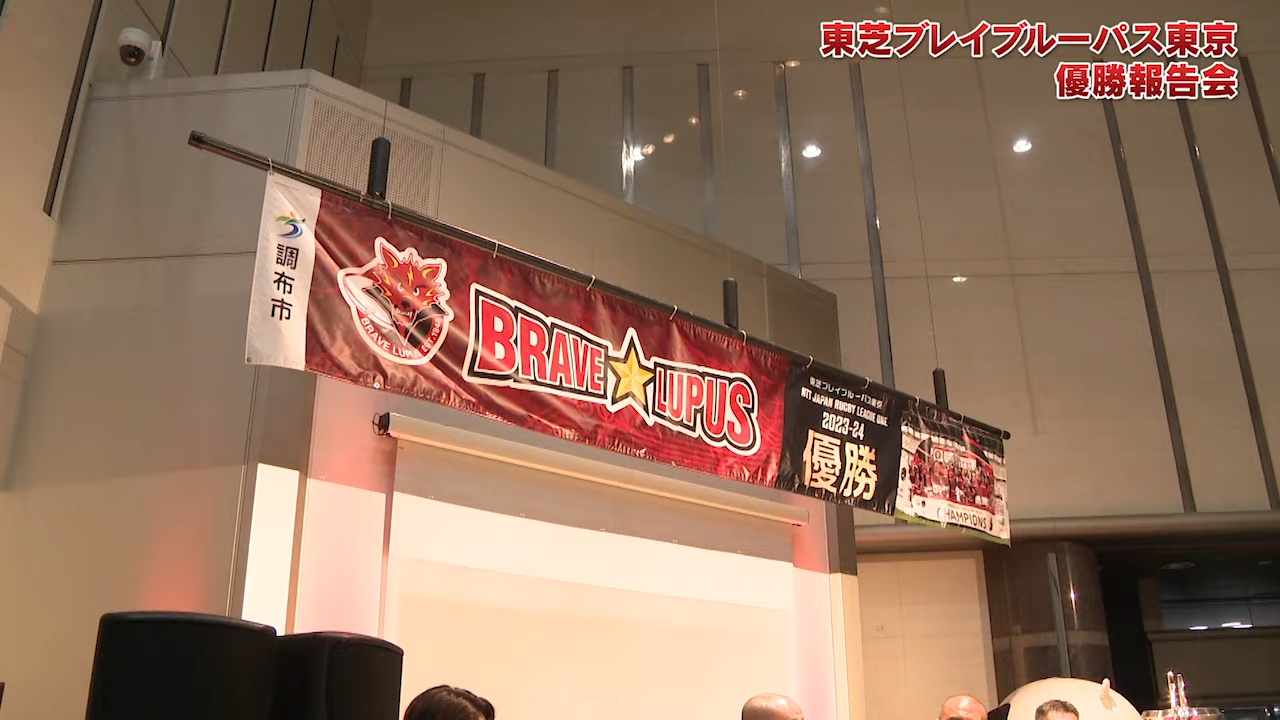 東芝ブレイブルーパス東京
優勝報告会
調布市
BRAVE LUPUS EST.1948
BRAVE LUPUS
東芝ブレイブルーパス東京
NTT JAPAN RUGBY LEAGUE ONE
2023-24
優勝
CHAMPIONS